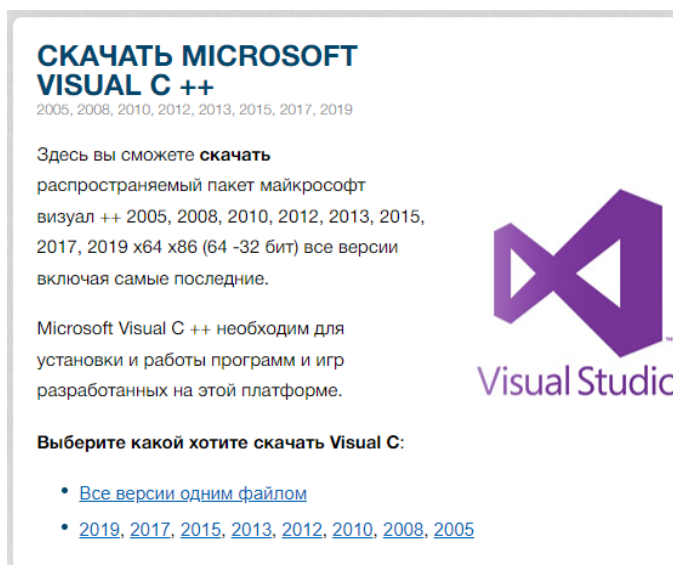 СКАЧАТЬ MICROSOFT
VISUAL C ++
2005, 2008, 2010, 2012, 2013, 2015, 2017, 2019
Здесь вы сможете скачать
распространяемый пакет майкрософт
визуал ++ 2005, 2008, 2010, 2012, 2013, 2015,
2017, 2019 x64 x86 (64 -32 бит) все версии
включая самые последние.
Microsoft Visual C ++ необходим для
установки и работы программ и игр
разработанных на этой платформе.
Visual Studio
Выберите какой хотите скачать Visual C:
• Все версии одним файлом
• 2019, 2017, 2015, 2013, 2012, 2010, 2008, 2005